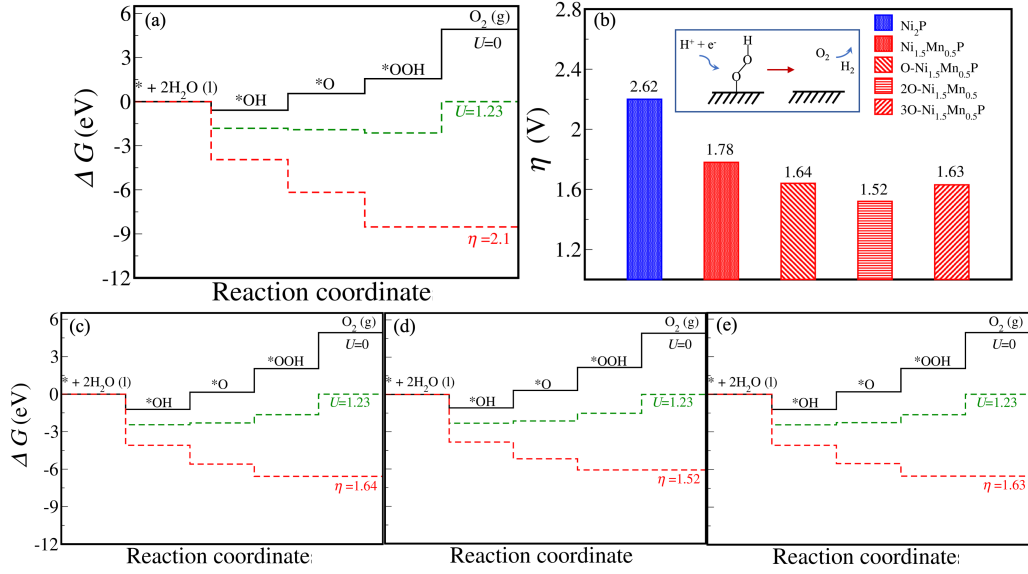 (a)
O₂ (g)
U=0
*OOH
*O
*OH
* + 2H₂O (l)
U=1.23
η =2.1
6
3
0
-3
-6
-9
-12
Δ G (eV)
Reaction coordinate
(b)
2.8
2.4
2.0
1.6
1.2
η (V)
H⁺ + e⁻
H
O
O
O₂
H₂
Ni₂P
Ni₁.₅Mn₀.₅P
O-Ni₁.₅Mn₀.₅P
2O-Ni₁.₅Mn₀.₅
3O-Ni₁.₅Mn₀.₅P
2.62
1.78
1.64
1.52
1.63
(c)
O₂ (g)
U=0
*OOH
*O
*OH
* + 2H₂O (l)
U=1.23
η =1.64
6
3
0
-3
-6
-9
-12
Δ G (eV)
Reaction coordinate
(d)
O₂ (g)
U=0
*OOH
*O
*OH
* + 2H₂O (l)
U=1.23
η =1.52
Reaction coordinate
(e)
O₂ (g)
U=0
*OOH
*O
*OH
* + 2H₂O (l)
U=1.23
η =1.63
Reaction coordinate